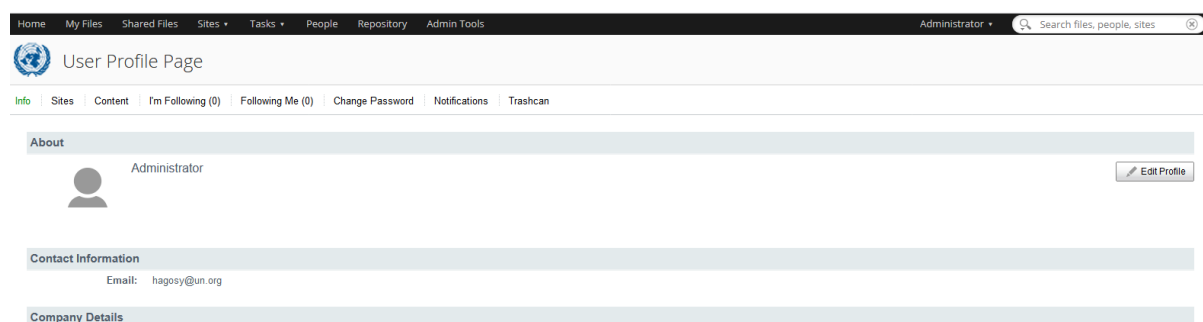 Home My Files Shared Files Sites ▾ Tasks ▾ People Repository Admin Tools Administrator ▾ Search files, people, sites
User Profile Page
Info Sites Content I'm Following (0) Following Me (0) Change Password Notifications Trashcan
About
Administrator Edit Profile
Contact Information
Email: hagosy@un.org
Company Details